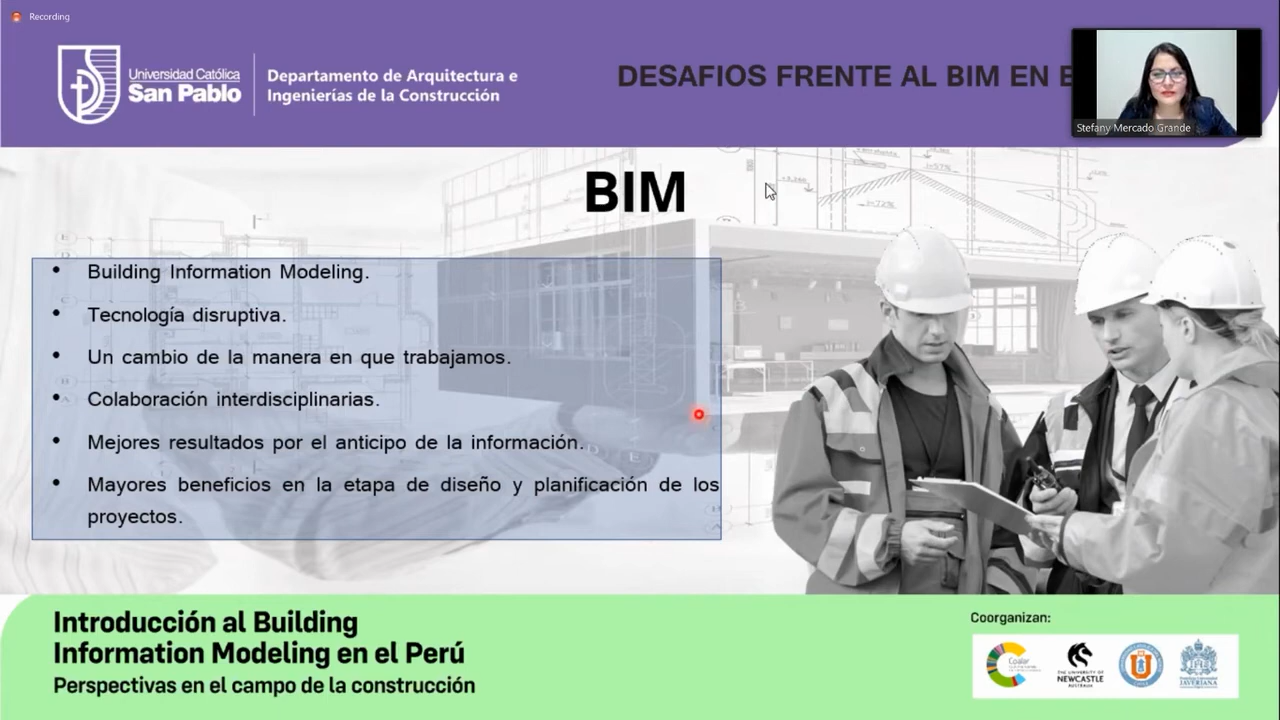 Recording
Universidad Católica
San Pablo
Departamento de Arquitectura e
Ingenierías de la Construcción
DESAFIOS FRENTE AL BIM EN
Stefany Mercado Grande
BIM
• Building Information Modeling.
• Tecnología disruptiva.
• Un cambio de la manera en que trabajamos.
• Colaboración interdisciplinarias.
• Mejores resultados por el anticipo de la información.
• Mayores beneficios en la etapa de diseño y planificación de los
proyectos.
Introducción al Building
Information Modeling en el Perú
Perspectivas en el campo de la construcción
Coorganizan:
Coalar
THE UNIVERSITY OF
NEWCASTLE
AUSTRALIA
JAVERIANA